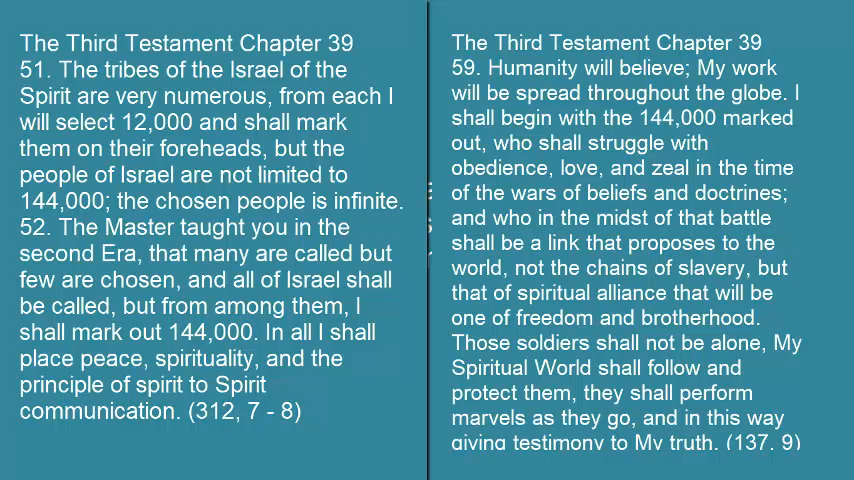 The Third Testament Chapter 39
51. The tribes of the Israel of the
Spirit are very numerous, from each I
will select 12,000 and shall mark
them on their foreheads, but the
people of Israel are not limited to
144,000; the chosen people is infinite.
52. The Master taught you in the
second Era, that many are called but
few are chosen, and all of Israel shall
be called, but from among them, I
shall mark out 144,000. In all I shall
place peace, spirituality, and the
principle of spirit to Spirit
communication. (312, 7 - 8)
The Third Testament Chapter 39
59. Humanity will believe; My work
will be spread throughout the globe. I
shall begin with the 144,000 marked
out, who shall struggle with
obedience, love, and zeal in the time
of the wars of beliefs and doctrines;
and who in the midst of that battle
shall be a link that proposes to the
world, not the chains of slavery, but
that of spiritual alliance that will be
one of freedom and brotherhood.
Those soldiers shall not be alone, My
Spiritual World shall follow and
protect them, they shall perform
marvels as they go, and in this way
giving testimony to My truth. (137, 9)